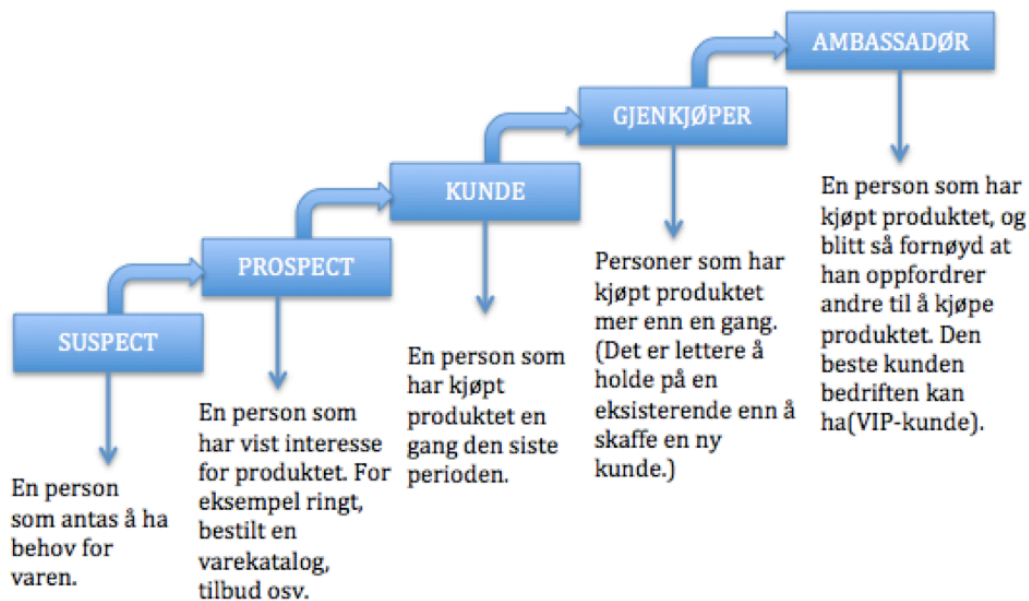 SUSPECT
En person
som antas å ha
behov for
varen.
PROSPECT
En person som
har vist interesse
for produktet. For
eksempel ringt,
bestilt en
varekatalog,
tilbud osv.
KUNDE
En person som
har kjøpt
produktet en
gang den siste
perioden.
GJENKJØPER
Personer som har
kjøpt produktet
mer enn en gang.
(Det er lettere å
holde på en
eksisterende enn å
skaffe en ny
kunde.)
AMBASSADØR
En person som har
kjøpt produktet, og
blitt så fornøyd at
han oppfordrer
andre til å kjøpe
produktet. Den
beste kunden
bedriften kan
ha(VIP-kunde).